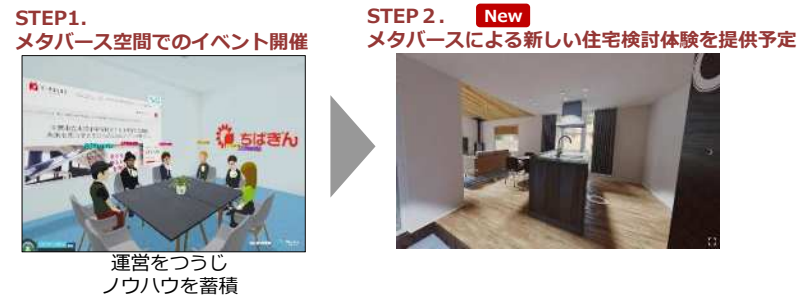 STEP1.
メタバース空間でのイベント開催
ちばぎん
運営をつうじ
ノウハウを蓄積
STEP２. New
メタバースによる新しい住宅検討体験を提供予定